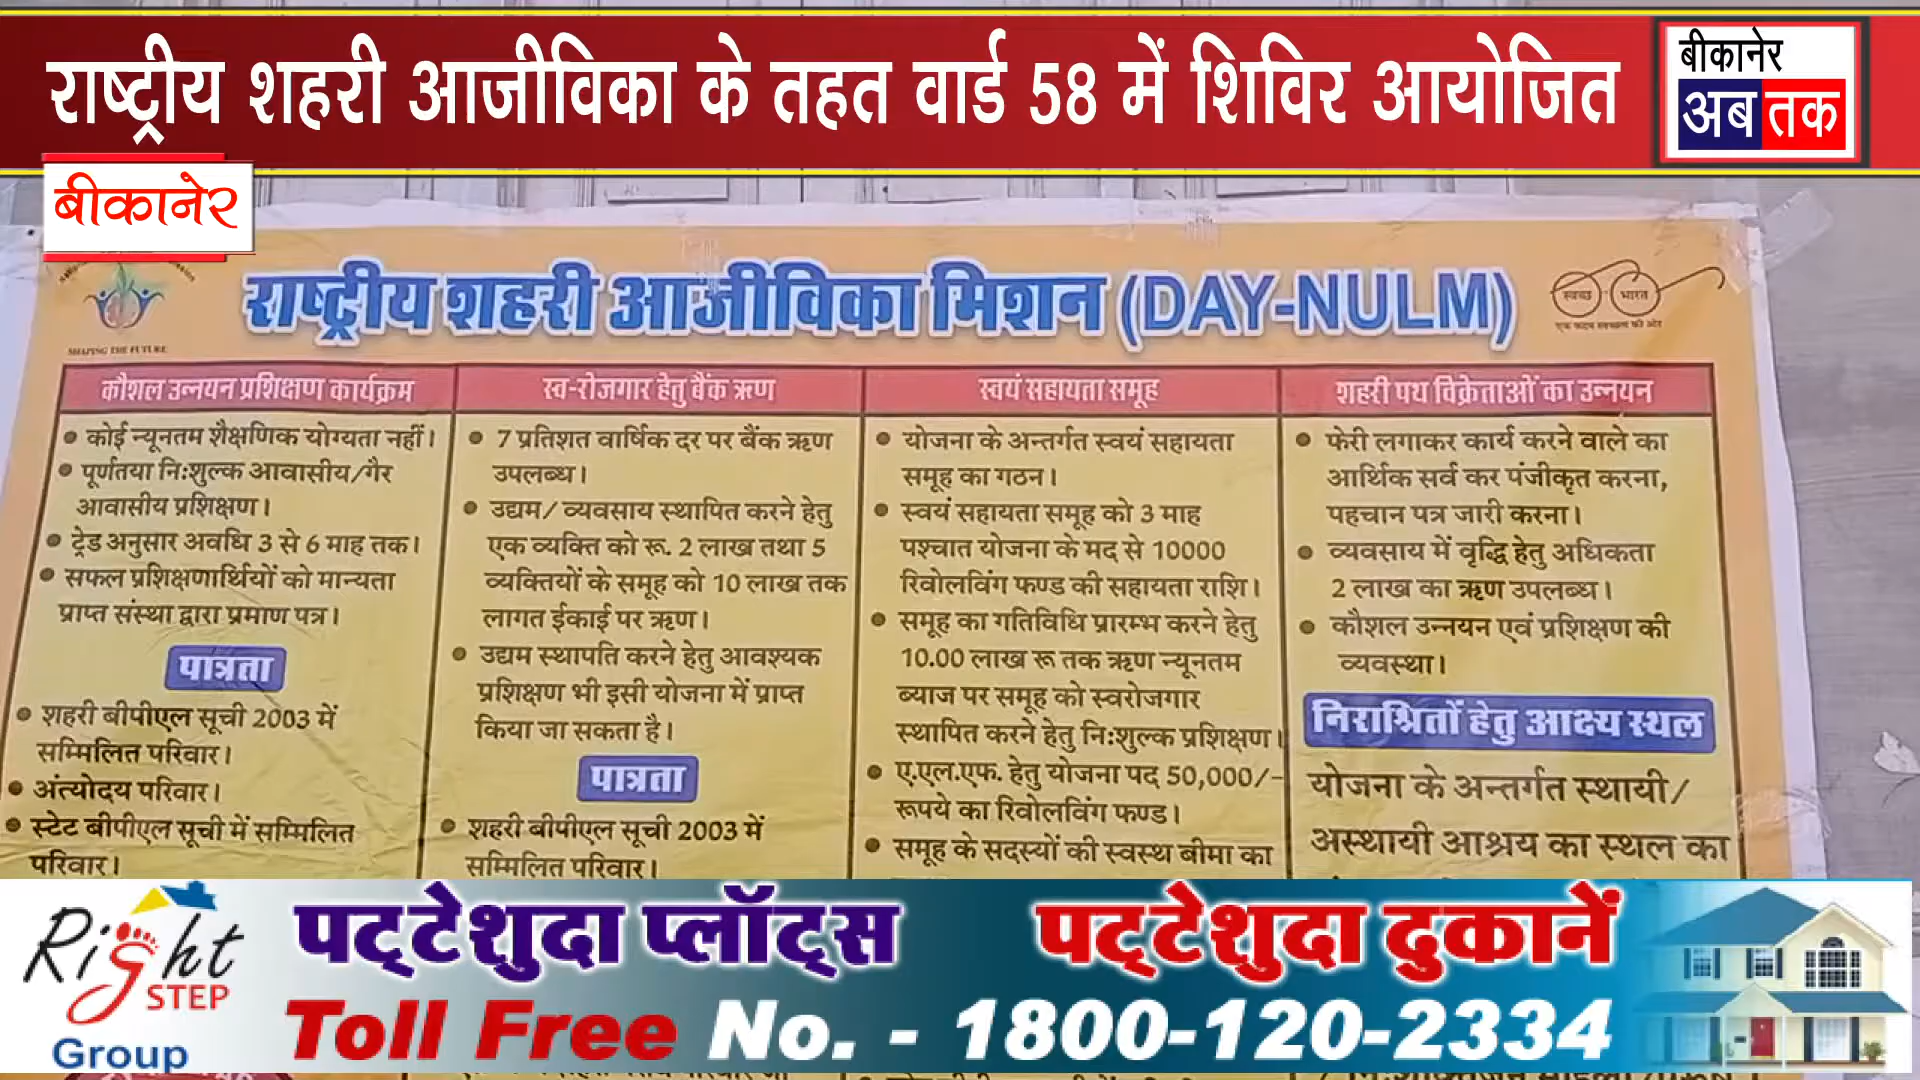 राष्ट्रीय शहरी आजीविका के तहत वार्ड 58 में शिविर आयोजित
बीकानेर
अब तक
बीकानेर
SHAPING THE FUTURE
राष्ट्रीय शहरी आजीविका मिशन (DAY-NULM)
स्वच्छ भारत
एक कदम स्वच्छता की ओर
कौशल उन्नयन प्रशिक्षण कार्यक्रम
• कोई न्यूनतम शैक्षणिक योग्यता नहीं।
• पूर्णतया निःशुल्क आवासीय/गैर
आवासीय प्रशिक्षण।
• ट्रेड अनुसार अवधि 3 से 6 माह तक।
• सफल प्रशिक्षणार्थियों को मान्यता
प्राप्त संस्था द्वारा प्रमाण पत्र।
पात्रता
• शहरी बीपीएल सूची 2003 में
सम्मिलित परिवार।
• अंत्योदय परिवार।
• स्टेट बीपीएल सूची में सम्मिलित
परिवार।
स्व-रोजगार हेतु बैंक ऋण
• 7 प्रतिशत वार्षिक दर पर बैंक ऋण
उपलब्ध।
• उद्यम/ व्यवसाय स्थापित करने हेतु
एक व्यक्ति को रू. 2 लाख तथा 5
व्यक्तियों के समूह को 10 लाख तक
लागत ईकाई पर ऋण।
• उद्यम स्थापति करने हेतु आवश्यक
प्रशिक्षण भी इसी योजना में प्राप्त
किया जा सकता है।
पात्रता
• शहरी बीपीएल सूची 2003 में
सम्मिलित परिवार।
स्वयं सहायता समूह
• योजना के अन्तर्गत स्वयं सहायता
समूह का गठन।
• स्वयं सहायता समूह को 3 माह
पश्चात योजना के मद से 10000
रिवोलविंग फण्ड की सहायता राशि।
• समूह का गतिविधि प्रारम्भ करने हेतु
10.00 लाख रू तक ऋण न्यूनतम
ब्याज पर समूह को स्वरोजगार
स्थापित करने हेतु निःशुल्क प्रशिक्षण।
• ए.एल.एफ. हेतु योजना पद 50,000/-
रूपये का रिवोलविंग फण्ड।
• समूह के सदस्यों की स्वस्थ बीमा का
शहरी पथ विक्रेताओं का उन्नयन
• फेरी लगाकर कार्य करने वाले का
आर्थिक सर्व कर पंजीकृत करना,
पहचान पत्र जारी करना।
• व्यवसाय में वृद्धि हेतु अधिकता
2 लाख का ऋण उपलब्ध।
• कौशल उन्नयन एवं प्रशिक्षण की
व्यवस्था।
निराश्रितों हेतु आक्ष्य स्थल
योजना के अन्तर्गत स्थायी/
अस्थायी आश्रय का स्थल का
Right
STEP
Group
पट्टेशुदा प्लॉट्स पट्टेशुदा दुकानें
Toll Free No. - 1800-120-2334